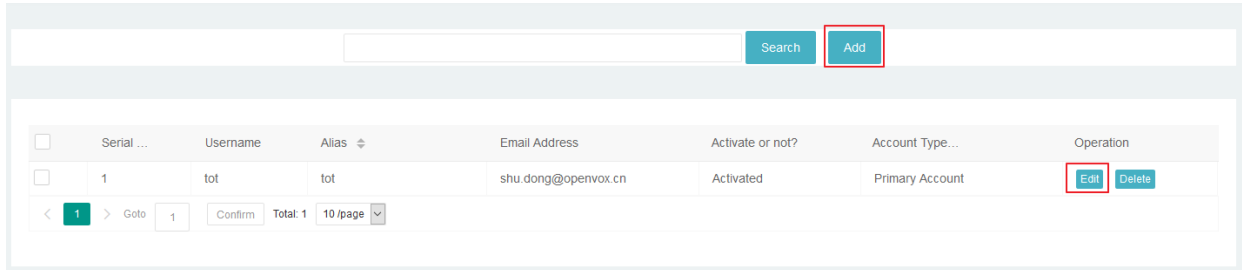 Search Add
Serial ... Username Alias Email Address Activate or not? Account Type... Operation
1 tot tot shu.dong@openvox.cn Activated Primary Account Edit Delete
< 1 > Goto 1 Confirm Total: 1 10 /page